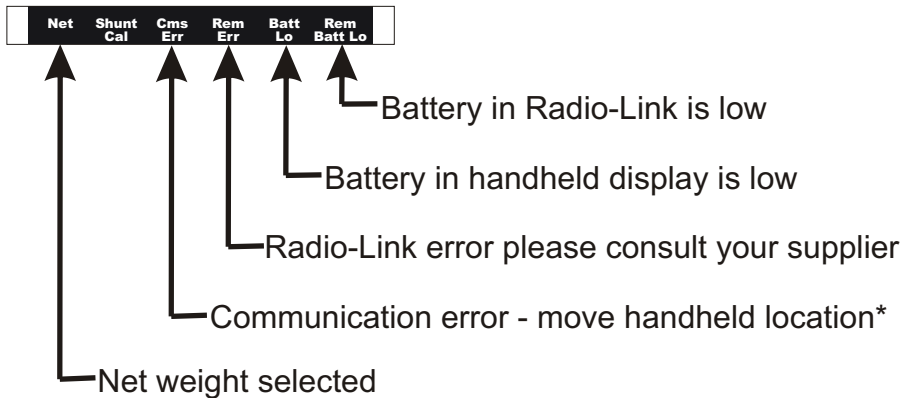 Net Shunt Cms Rem Batt Rem
Cal Err Err Lo Batt Lo
Battery in Radio-Link is low
Battery in handheld display is low
Radio-Link error please consult your supplier
Communication error - move handheld location*
Net weight selected